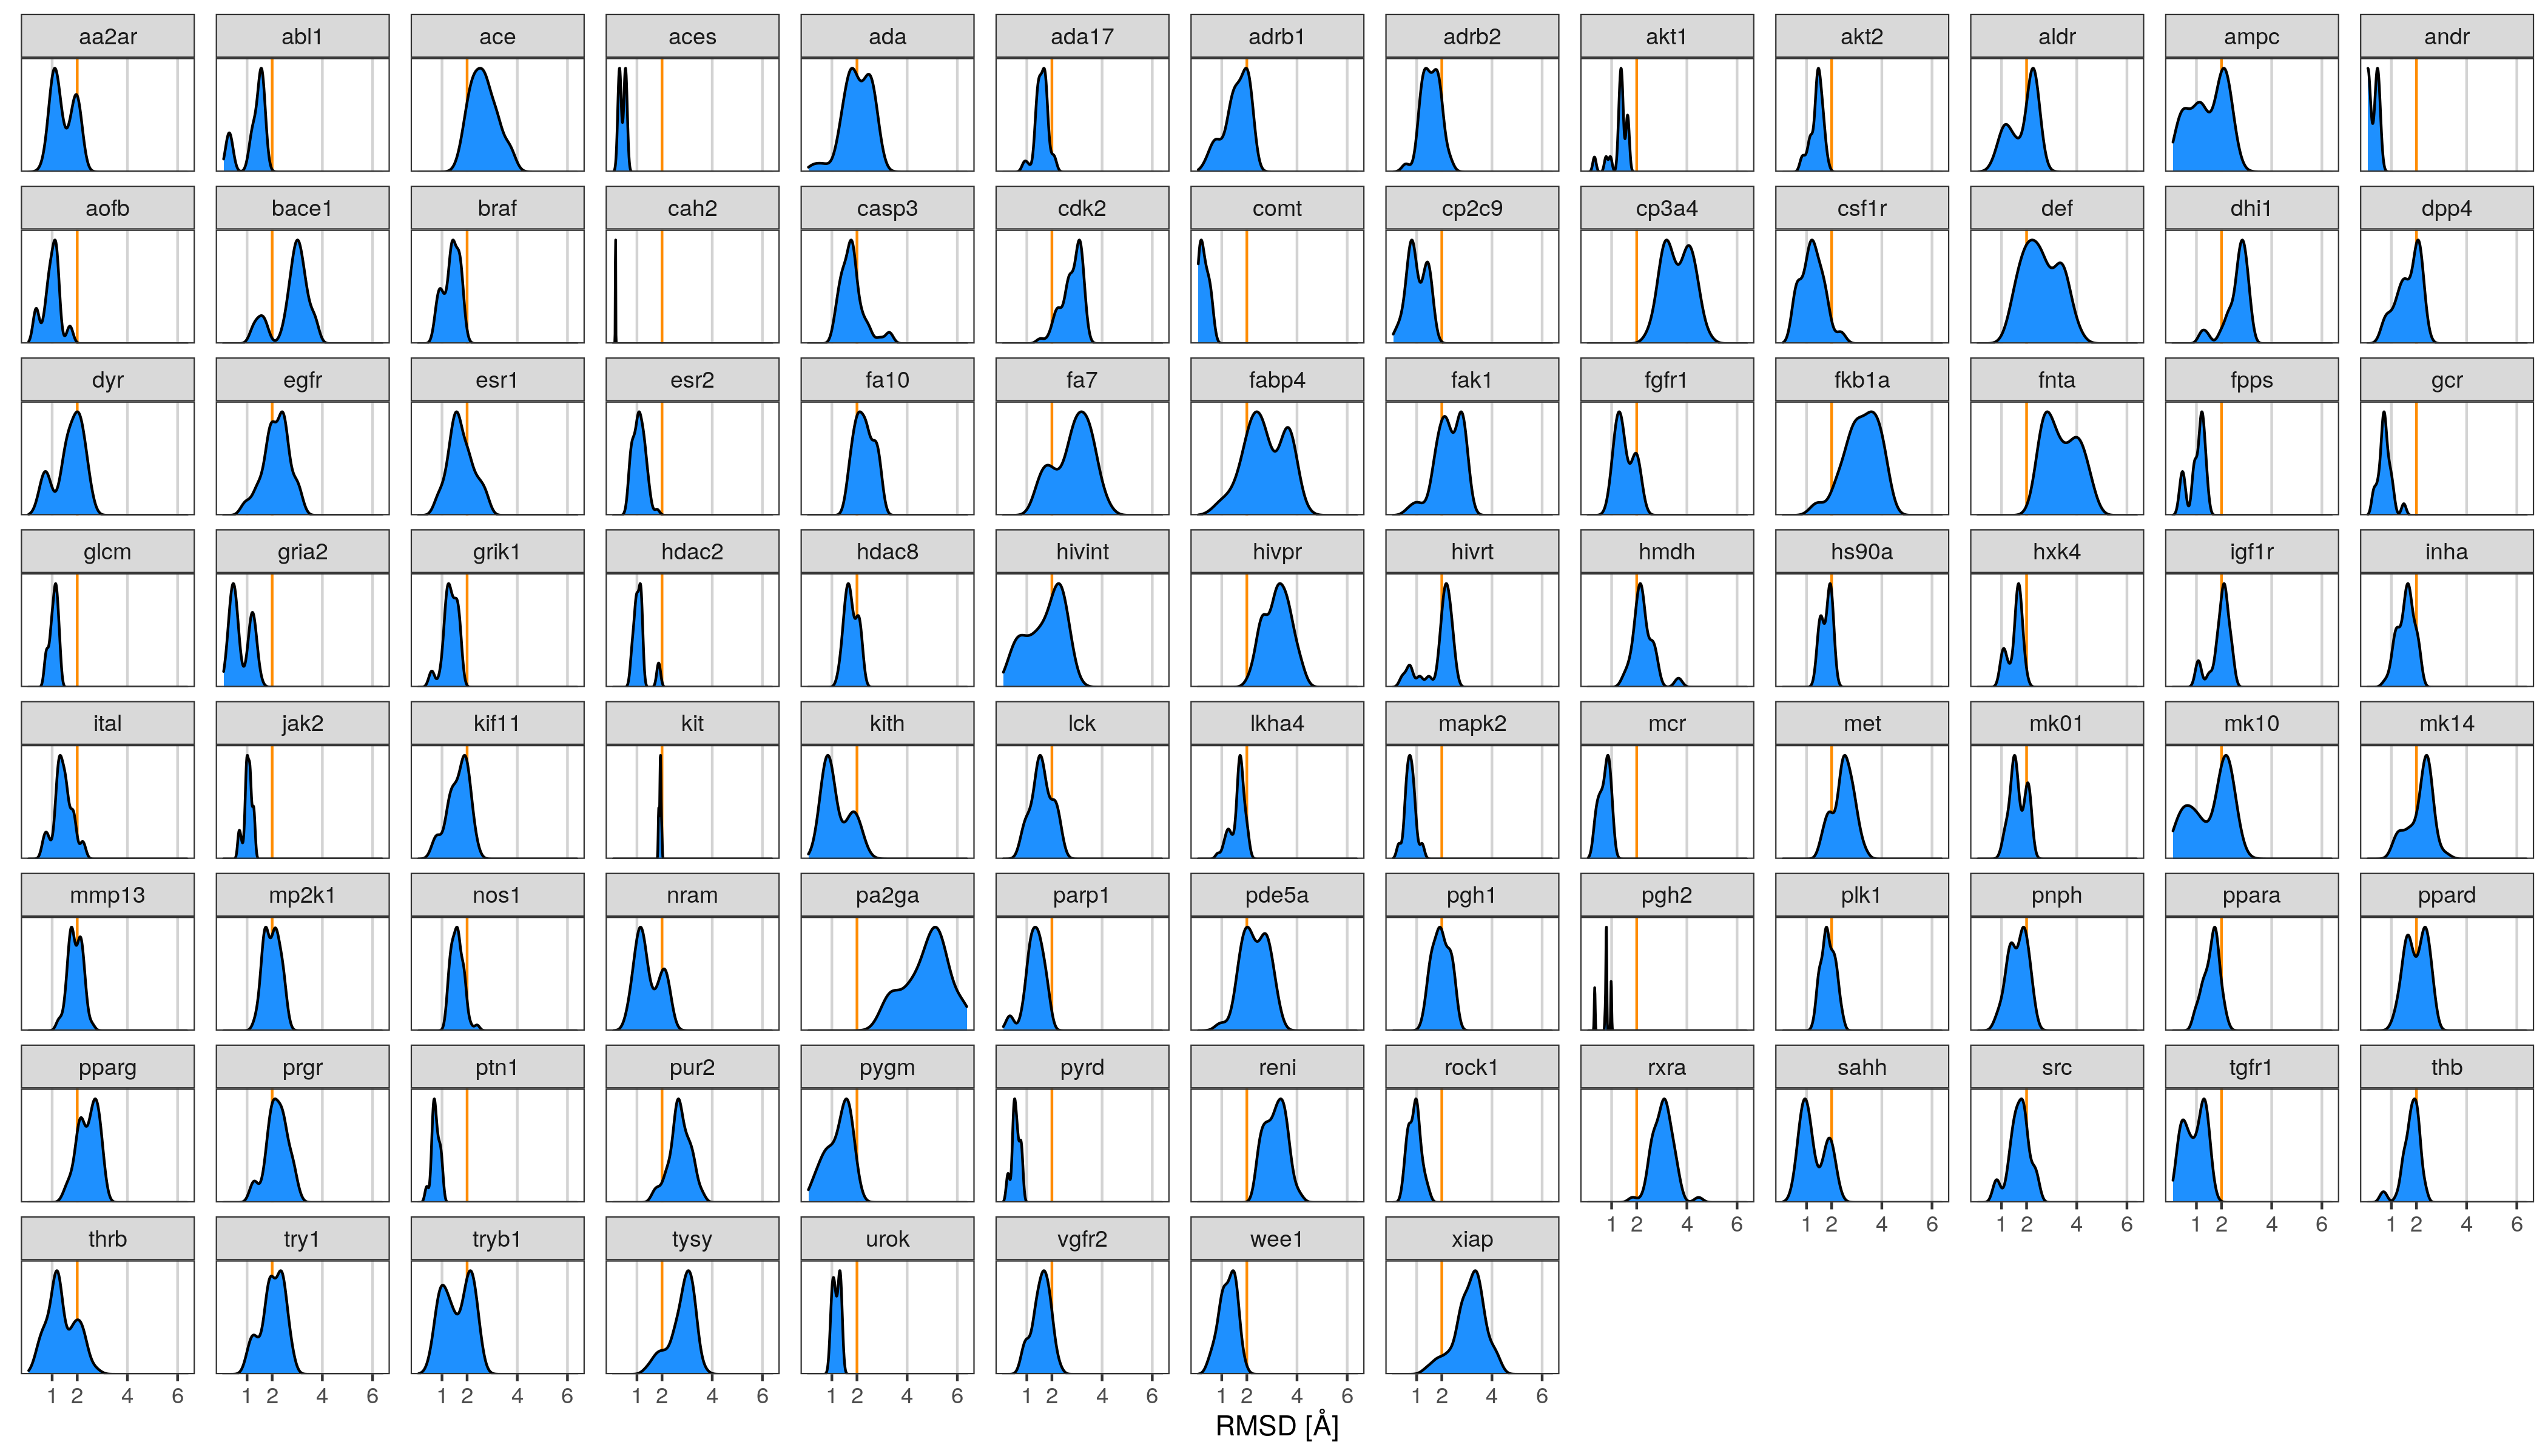 aa2ar abl1 ace aces ada ada17 adrb1 adrb2 akt1 akt2 aldr ampc andr
aofb bace1 braf cah2 casp3 cdk2 comt cp2c9 cp3a4 csf1r def dhi1 dpp4
dyr egfr esr1 esr2 fa10 fa7 fabp4 fak1 fgfr1 fkb1a fnta fpps gcr
glcm gria2 grik1 hdac2 hdac8 hivint hivpr hivrt hmdh hs90a hxk4 igf1r inha
ital jak2 kif11 kit kith lck lkha4 mapk2 mcr met mk01 mk10 mk14
mmp13 mp2k1 nos1 nram pa2ga parp1 pde5a pgh1 pgh2 plk1 pnph ppara ppard
pparg prgr ptn1 pur2 pygm pyrd reni rock1 rxra sahh src tgfr1 thb
1 2 4 6 1 2 4 6 1 2 4 6 1 2 4 6 1 2 4 6
thrb try1 tryb1 tysy urok vgfr2 wee1 xiap
1 2 4 6 1 2 4 6 1 2 4 6 1 2 4 6 1 2 4 6 1 2 4 6 1 2 4 6 1 2 4 6
RMSD [Å]